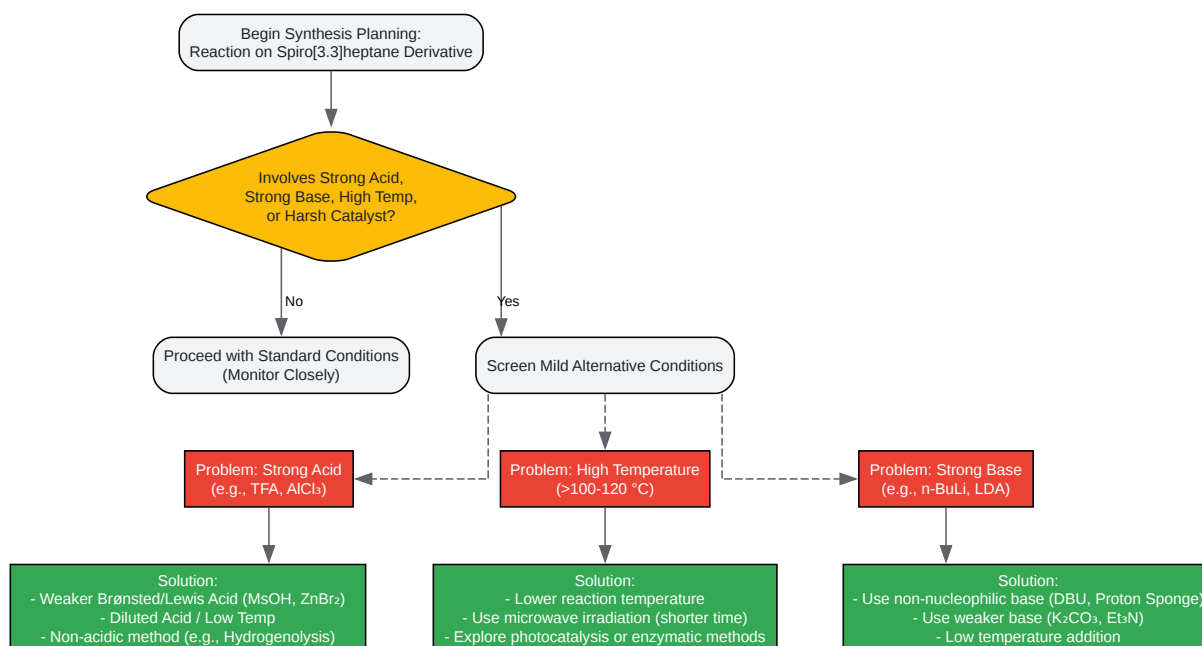 Begin Synthesis Planning:
Reaction on Spiro[3.3]heptane Derivative
Involves Strong Acid,
Strong Base, High Temp,
or Harsh Catalyst?
No
Yes
Proceed with Standard Conditions
(Monitor Closely)
Screen Mild Alternative Conditions
Problem: Strong Acid
(e.g., TFA, AlCl₃)
Problem: High Temperature
(>100-120 °C)
Problem: Strong Base
(e.g., n-BuLi, LDA)
Solution:
- Weaker Brønsted/Lewis Acid (MsOH, ZnBr₂)
- Diluted Acid / Low Temp
- Non-acidic method (e.g., Hydrogenolysis)
Solution:
- Lower reaction temperature
- Use microwave irradiation (shorter time)
- Explore photocatalysis or enzymatic methods
Solution:
- Use non-nucleophilic base (DBU, Proton Sponge)
- Use weaker base (K₂CO₃, Et₃N)
- Low temperature addition